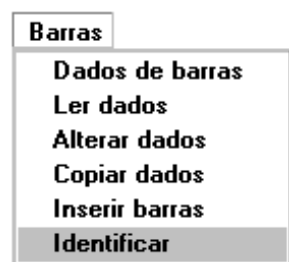 Barras
Dados de barras
Ler dados
Alterar dados
Copiar dados
Inserir barras
Identificar